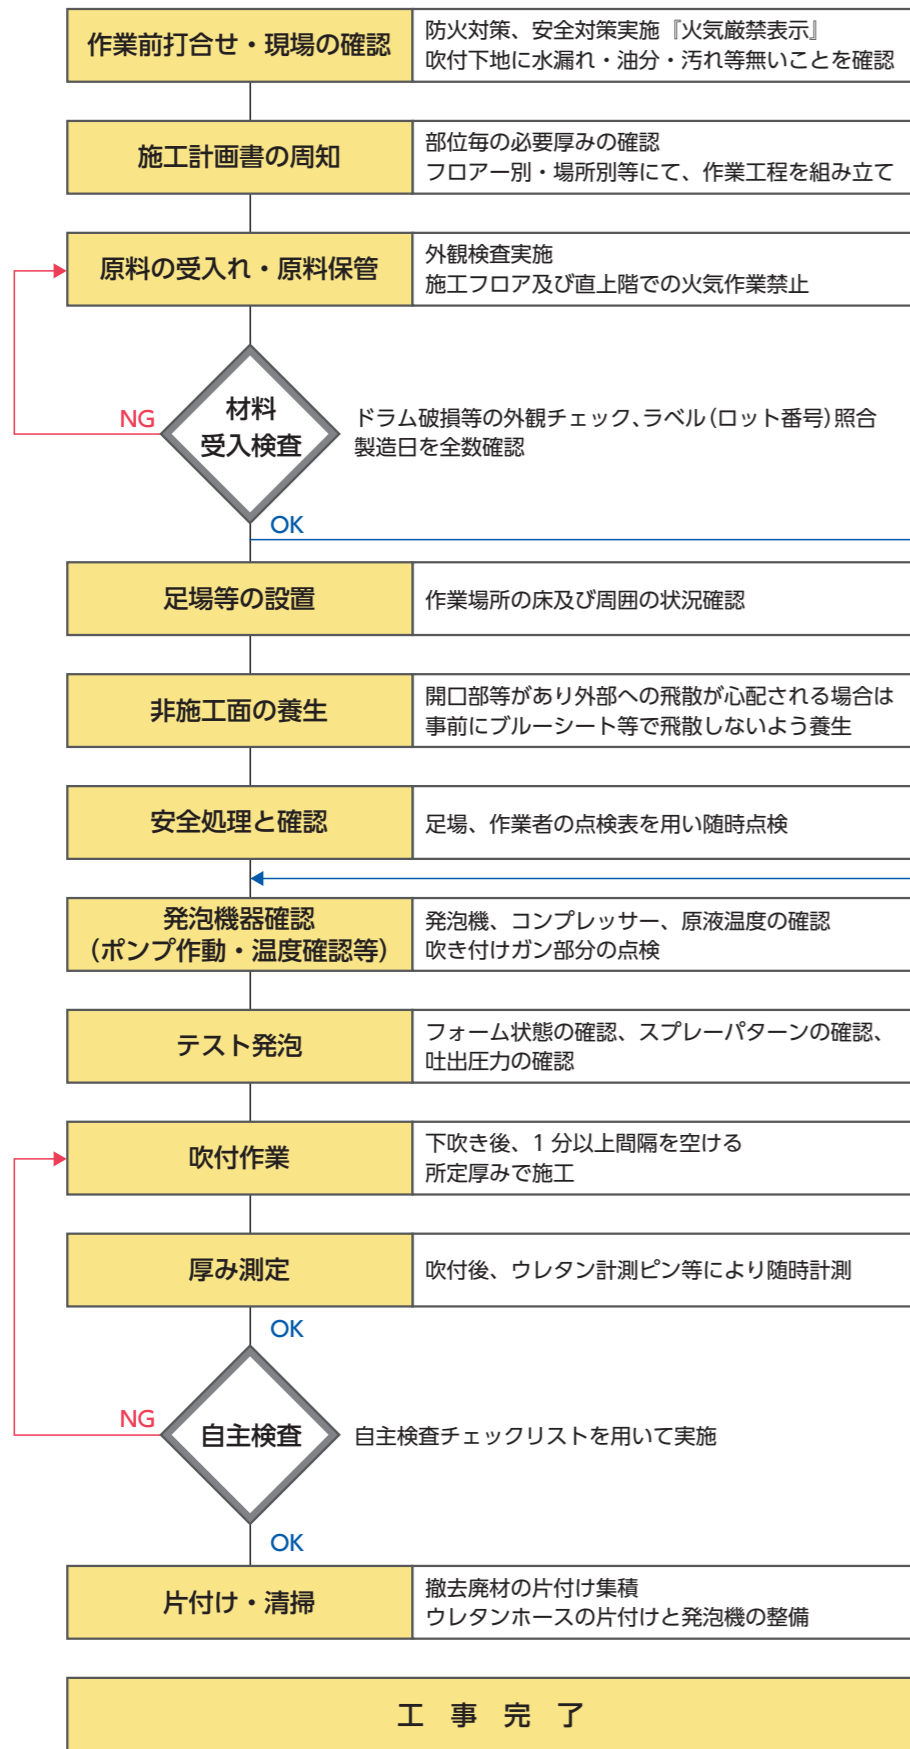 作業前打合せ・現場の確認
防火対策、安全対策実施『火気厳禁表示』
吹付下地に水漏れ・油分・汚れ等無いことを確認
施工計画書の周知
部位毎の必要厚みの確認
フロアー別・場所別等にて、作業工程を組み立て
原料の受入れ・原料保管
外観検査実施
施工フロア及び直上階での火気作業禁止
NG
材料
受入検査
ドラム破損等の外観チェック、ラベル(ロット番号)照合
製造日を全数確認
OK
足場等の設置
作業場所の床及び周囲の状況確認
非施工面の養生
開口部等があり外部への飛散が心配される場合は
事前にブルーシート等で飛散しないよう養生
安全処理と確認
足場、作業者の点検表を用い随時点検
発泡機器確認
(ポンプ作動・温度確認等)
発泡機、コンプレッサー、原液温度の確認
吹き付けガン部分の点検
テスト発泡
フォーム状態の確認、スプレーパターンの確認、
吐出圧力の確認
吹付作業
下吹き後、1 分以上間隔を空ける
所定厚みで施工
厚み測定
吹付後、ウレタン計測ピン等により随時計測
OK
NG
自主検査
自主検査チェックリストを用いて実施
OK
片付け・清掃
撤去廃材の片付け集積
ウレタンホースの片付けと発泡機の整備
工 事 完 了